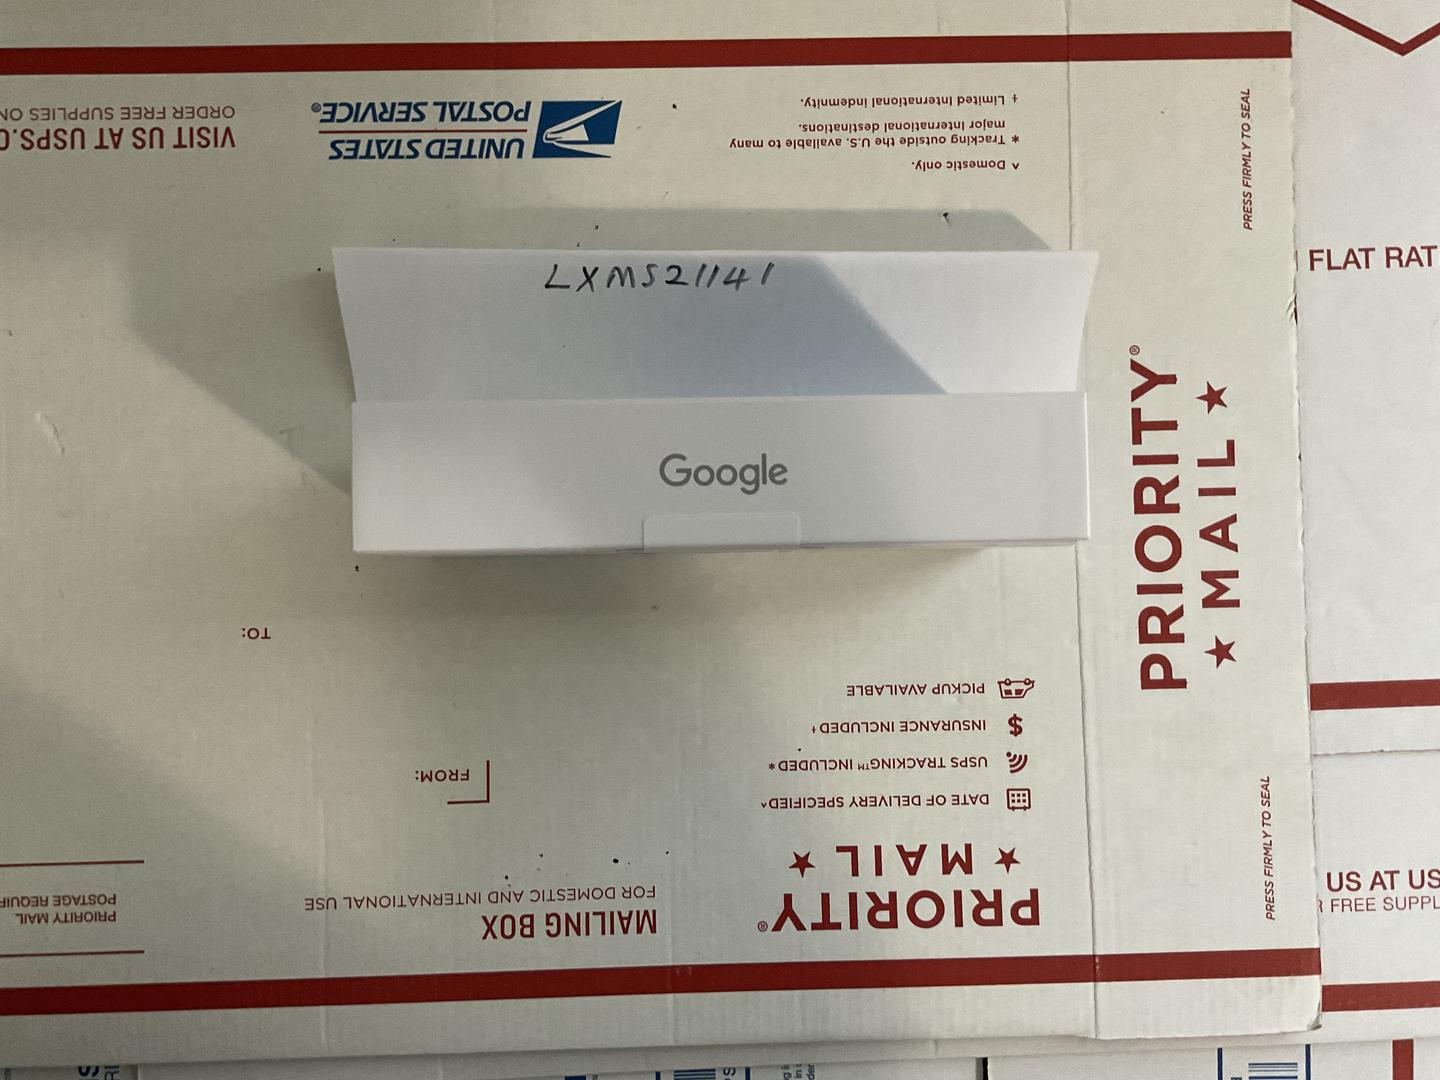 LXMS21141
Google
VISIT US AT USPS.C
ORDER FREE SUPPLIES ON
UNITED STATES
POSTAL SERVICE®
^ Domestic only.
* Tracking outside the U.S. available to many
major International destinations.
‡ Limited International indemnity.
PRESS FIRMLY TO SEAL
FLAT RAT
PRIORITY®
★ MAIL ★
PRESS FIRMLY TO SEAL
US AT US
FREE SUPPL
PRIORITY®
★ MAIL ★
DATE OF DELIVERY SPECIFIED^
USPS TRACKING™ INCLUDED*
$ INSURANCE INCLUDED‡
PICKUP AVAILABLE
MAILING BOX
FOR DOMESTIC AND INTERNATIONAL USE
FROM:
TO:
PRIORITY MAIL
POSTAGE REQUIR